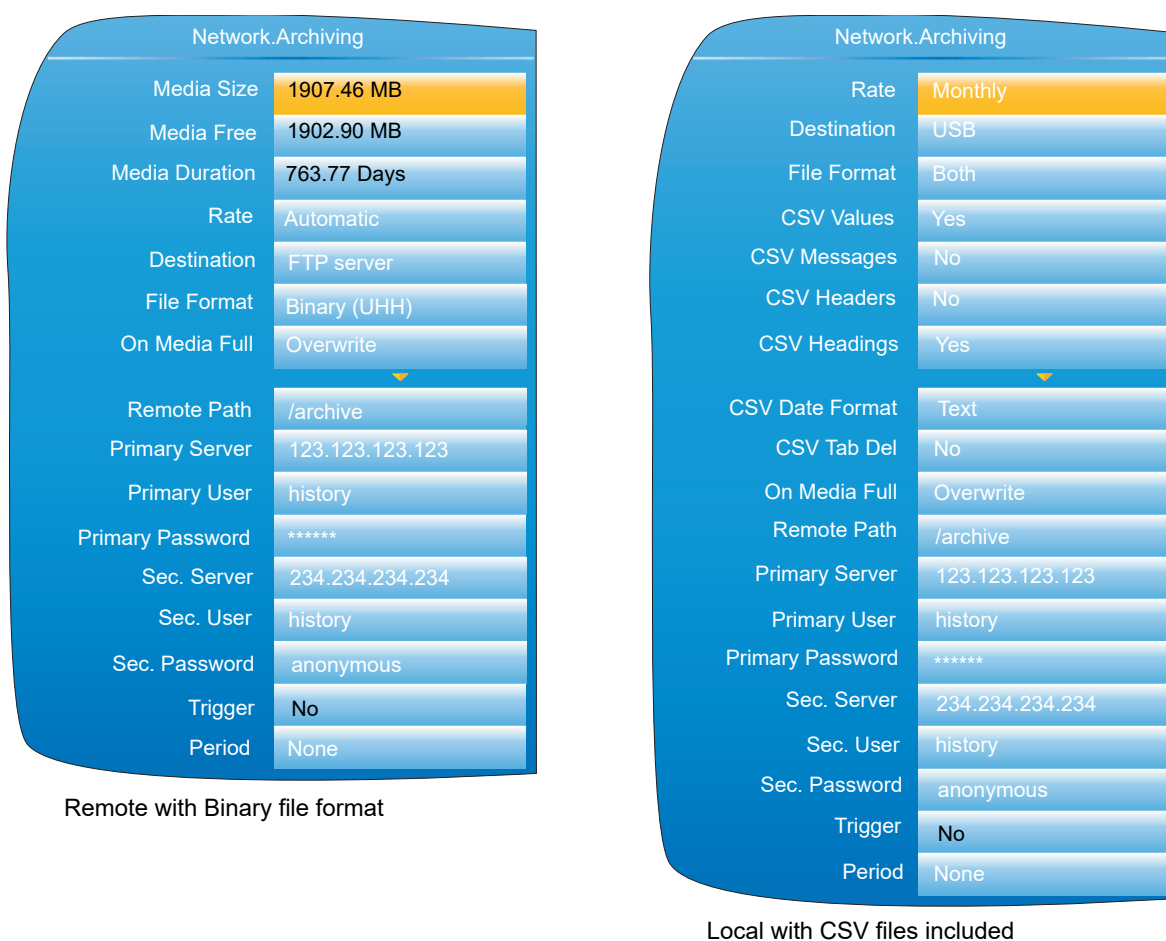 Network.Archiving
Media Size 1907.46 MB
Media Free 1902.90 MB
Media Duration 763.77 Days
Rate Automatic
Destination FTP server
File Format Binary (UHH)
On Media Full Overwrite
Remote Path /archive
Primary Server 123.123.123.123
Primary User history
Primary Password ******
Sec. Server 234.234.234.234
Sec. User history
Sec. Password anonymous
Trigger No
Period None
Remote with Binary file format
Network.Archiving
Rate Monthly
Destination USB
File Format Both
CSV Values Yes
CSV Messages No
CSV Headers No
CSV Headings Yes
CSV Date Format Text
CSV Tab Del No
On Media Full Overwrite
Remote Path /archive
Primary Server 123.123.123.123
Primary User history
Primary Password ******
Sec. Server 234.234.234.234
Sec. User history
Sec. Password anonymous
Trigger No
Period None
Local with CSV files included